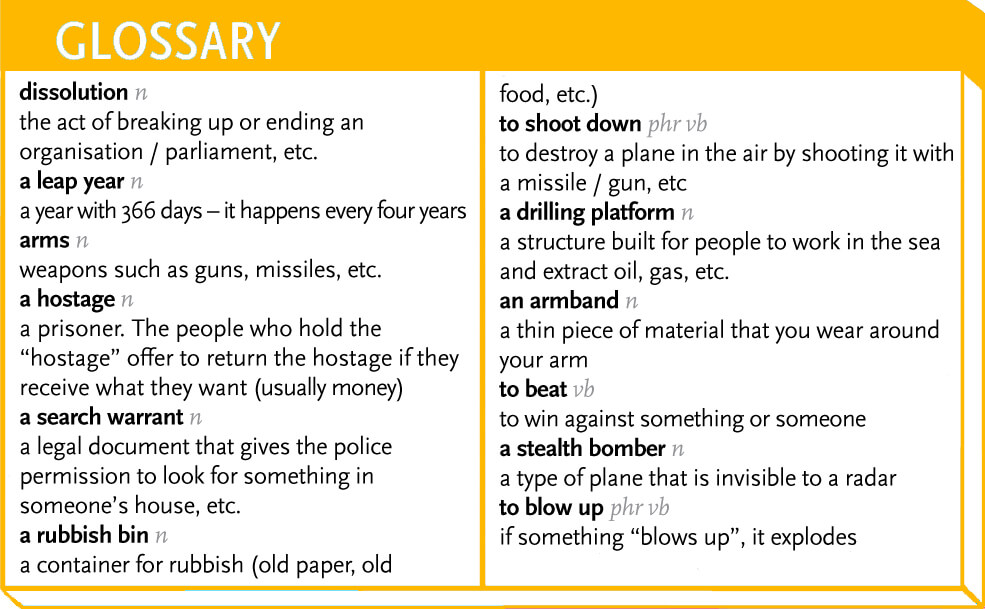 GLOSSARY
dissolution n
the act of breaking up or ending an
organisation / parliament, etc.
a leap year n
a year with 366 days – it happens every four years
arms n
weapons such as guns, missiles, etc.
a hostage n
a prisoner. The people who hold the
“hostage” offer to return the hostage if they
receive what they want (usually money)
a search warrant n
a legal document that gives the police
permission to look for something in
someone’s house, etc.
a rubbish bin n
a container for rubbish (old paper, old
food, etc.)
to shoot down phr vb
to destroy a plane in the air by shooting it with
a missile / gun, etc
a drilling platform n
a structure built for people to work in the sea
and extract oil, gas, etc.
an armband n
a thin piece of material that you wear around
your arm
to beat vb
to win against something or someone
a stealth bomber n
a type of plane that is invisible to a radar
to blow up phr vb
if something “blows up”, it explodes